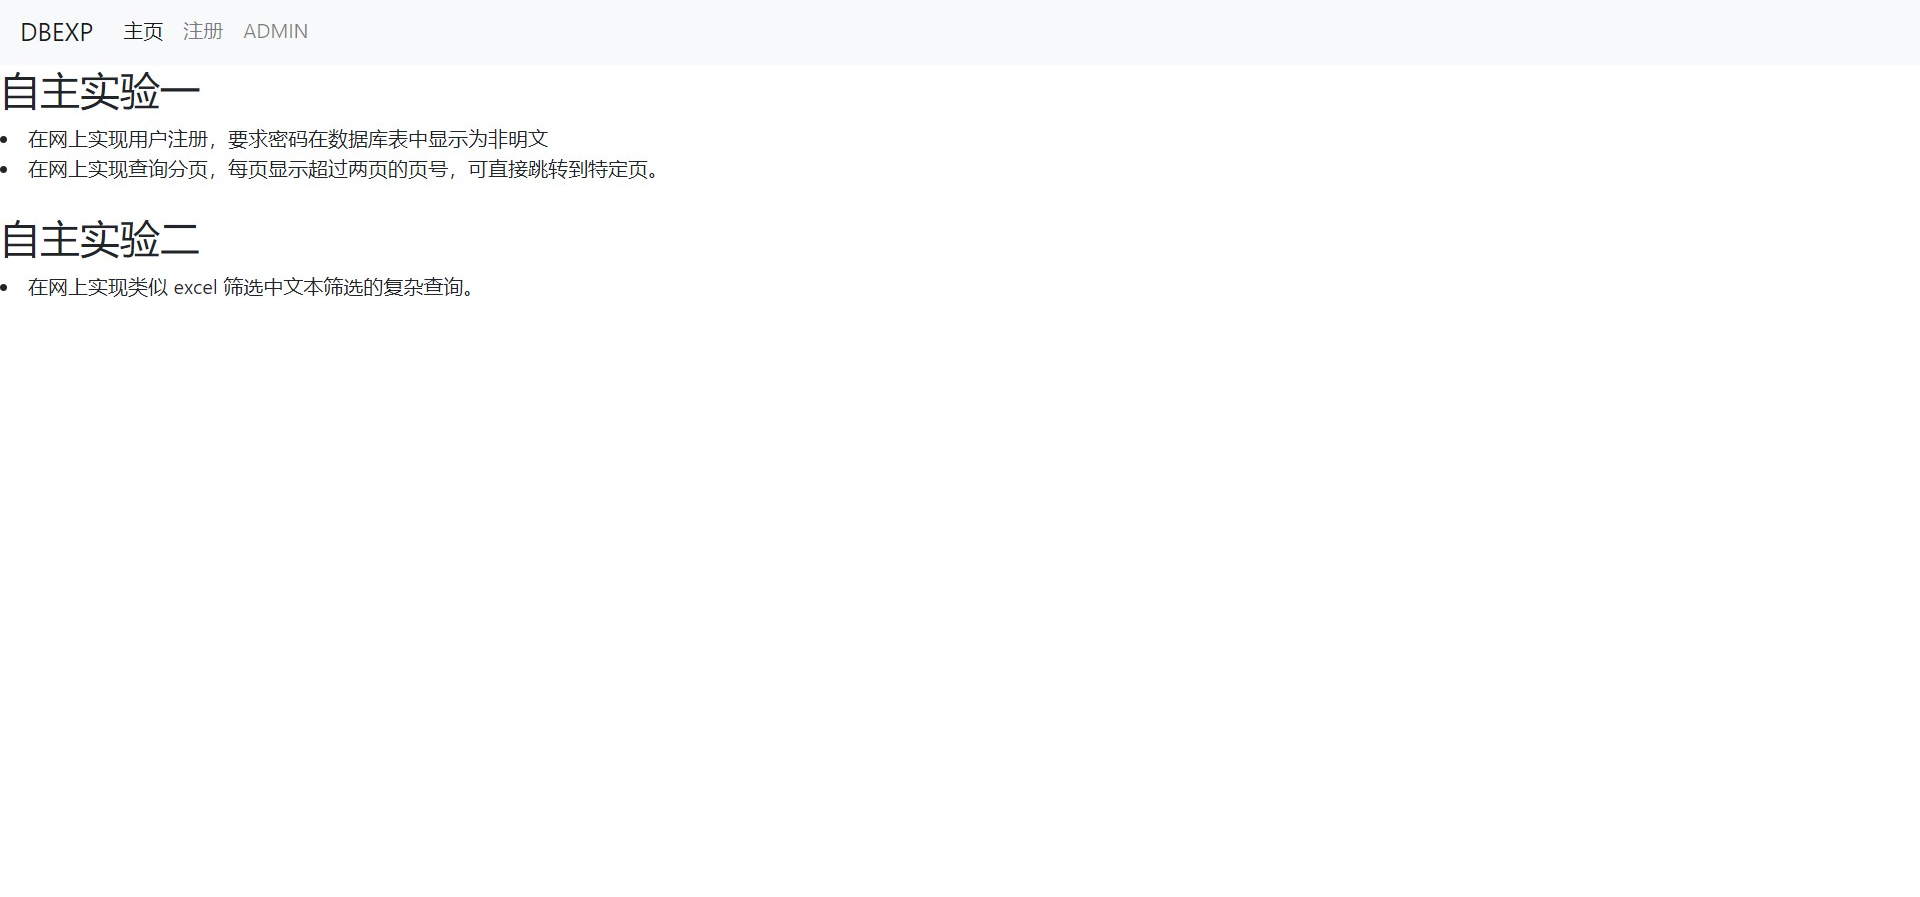 DBEXP 主页 注册 ADMIN
自主实验一
• 在网上实现用户注册，要求密码在数据库表中显示为非明文
• 在网上实现查询分页，每页显示超过两页的页号，可直接跳转到特定页。
自主实验二
• 在网上实现类似 excel 筛选中文本筛选的复杂查询。